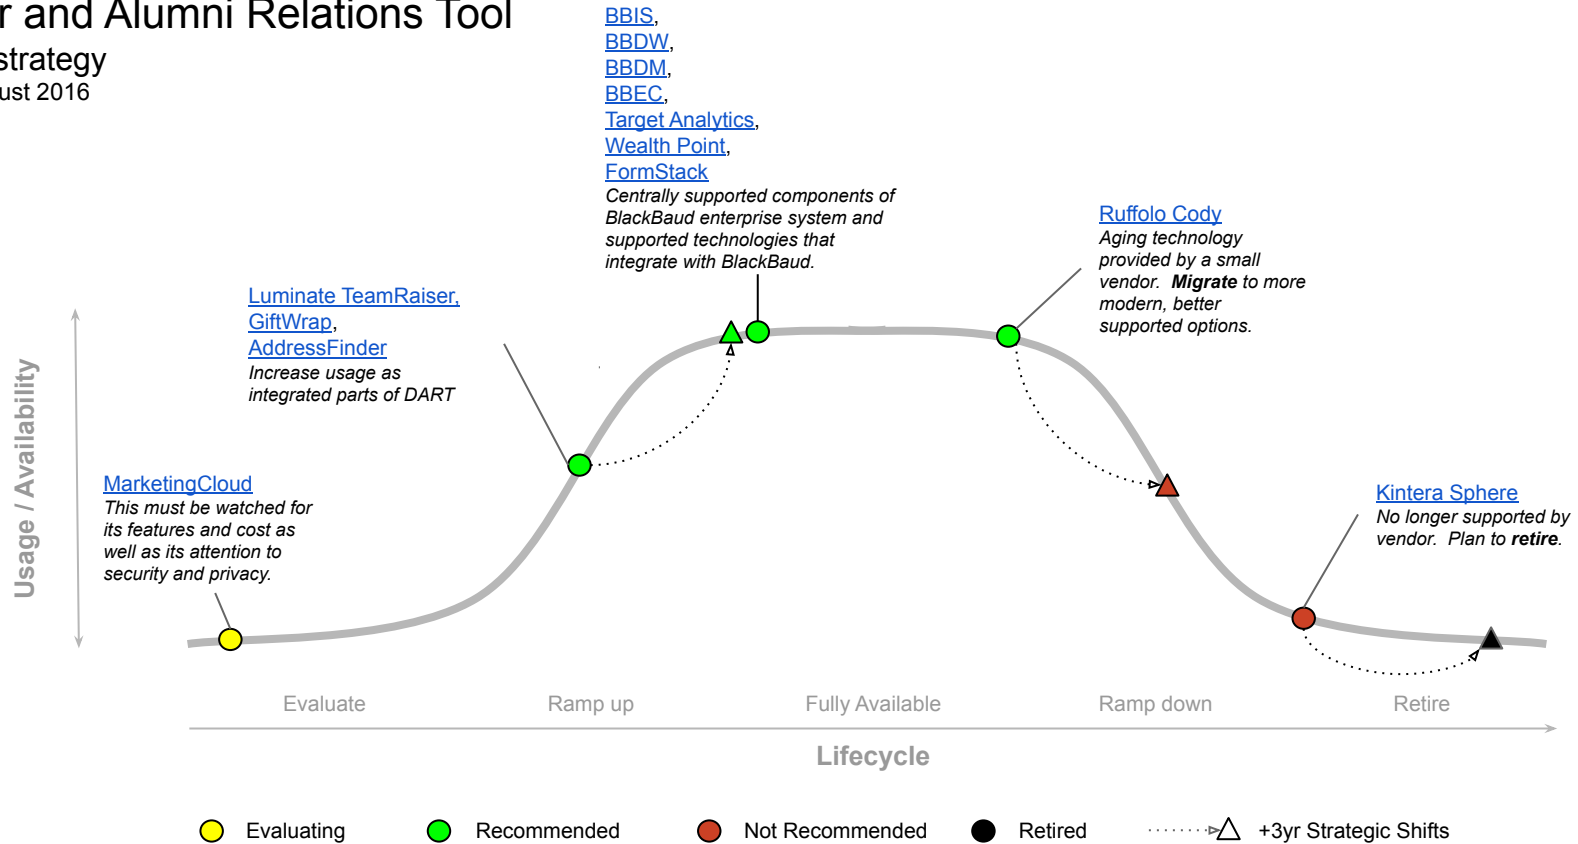 r and Alumni Relations Tool
strategy
ust 2016
BBIS,
BBDW,
BBDM,
BBEC,
Target Analytics,
Wealth Point,
FormStack
Centrally supported components of
BlackBaud enterprise system and
supported technologies that
integrate with BlackBaud.
Ruffolo Cody
Aging technology
provided by a small
vendor.  Migrate to more
modern, better
supported options.
Luminate TeamRaiser,
GiftWrap,
AddressFinder
Increase usage as
integrated parts of DART
MarketingCloud
This must be watched for
its features and cost as
well as its attention to
security and privacy.
Kintera Sphere
No longer supported by
vendor.  Plan to retire.
Usage / Availability
Evaluate
Ramp up
Fully Available
Ramp down
Retire
Lifecycle
Evaluating
Recommended
Not Recommended
Retired
+3yr Strategic Shifts